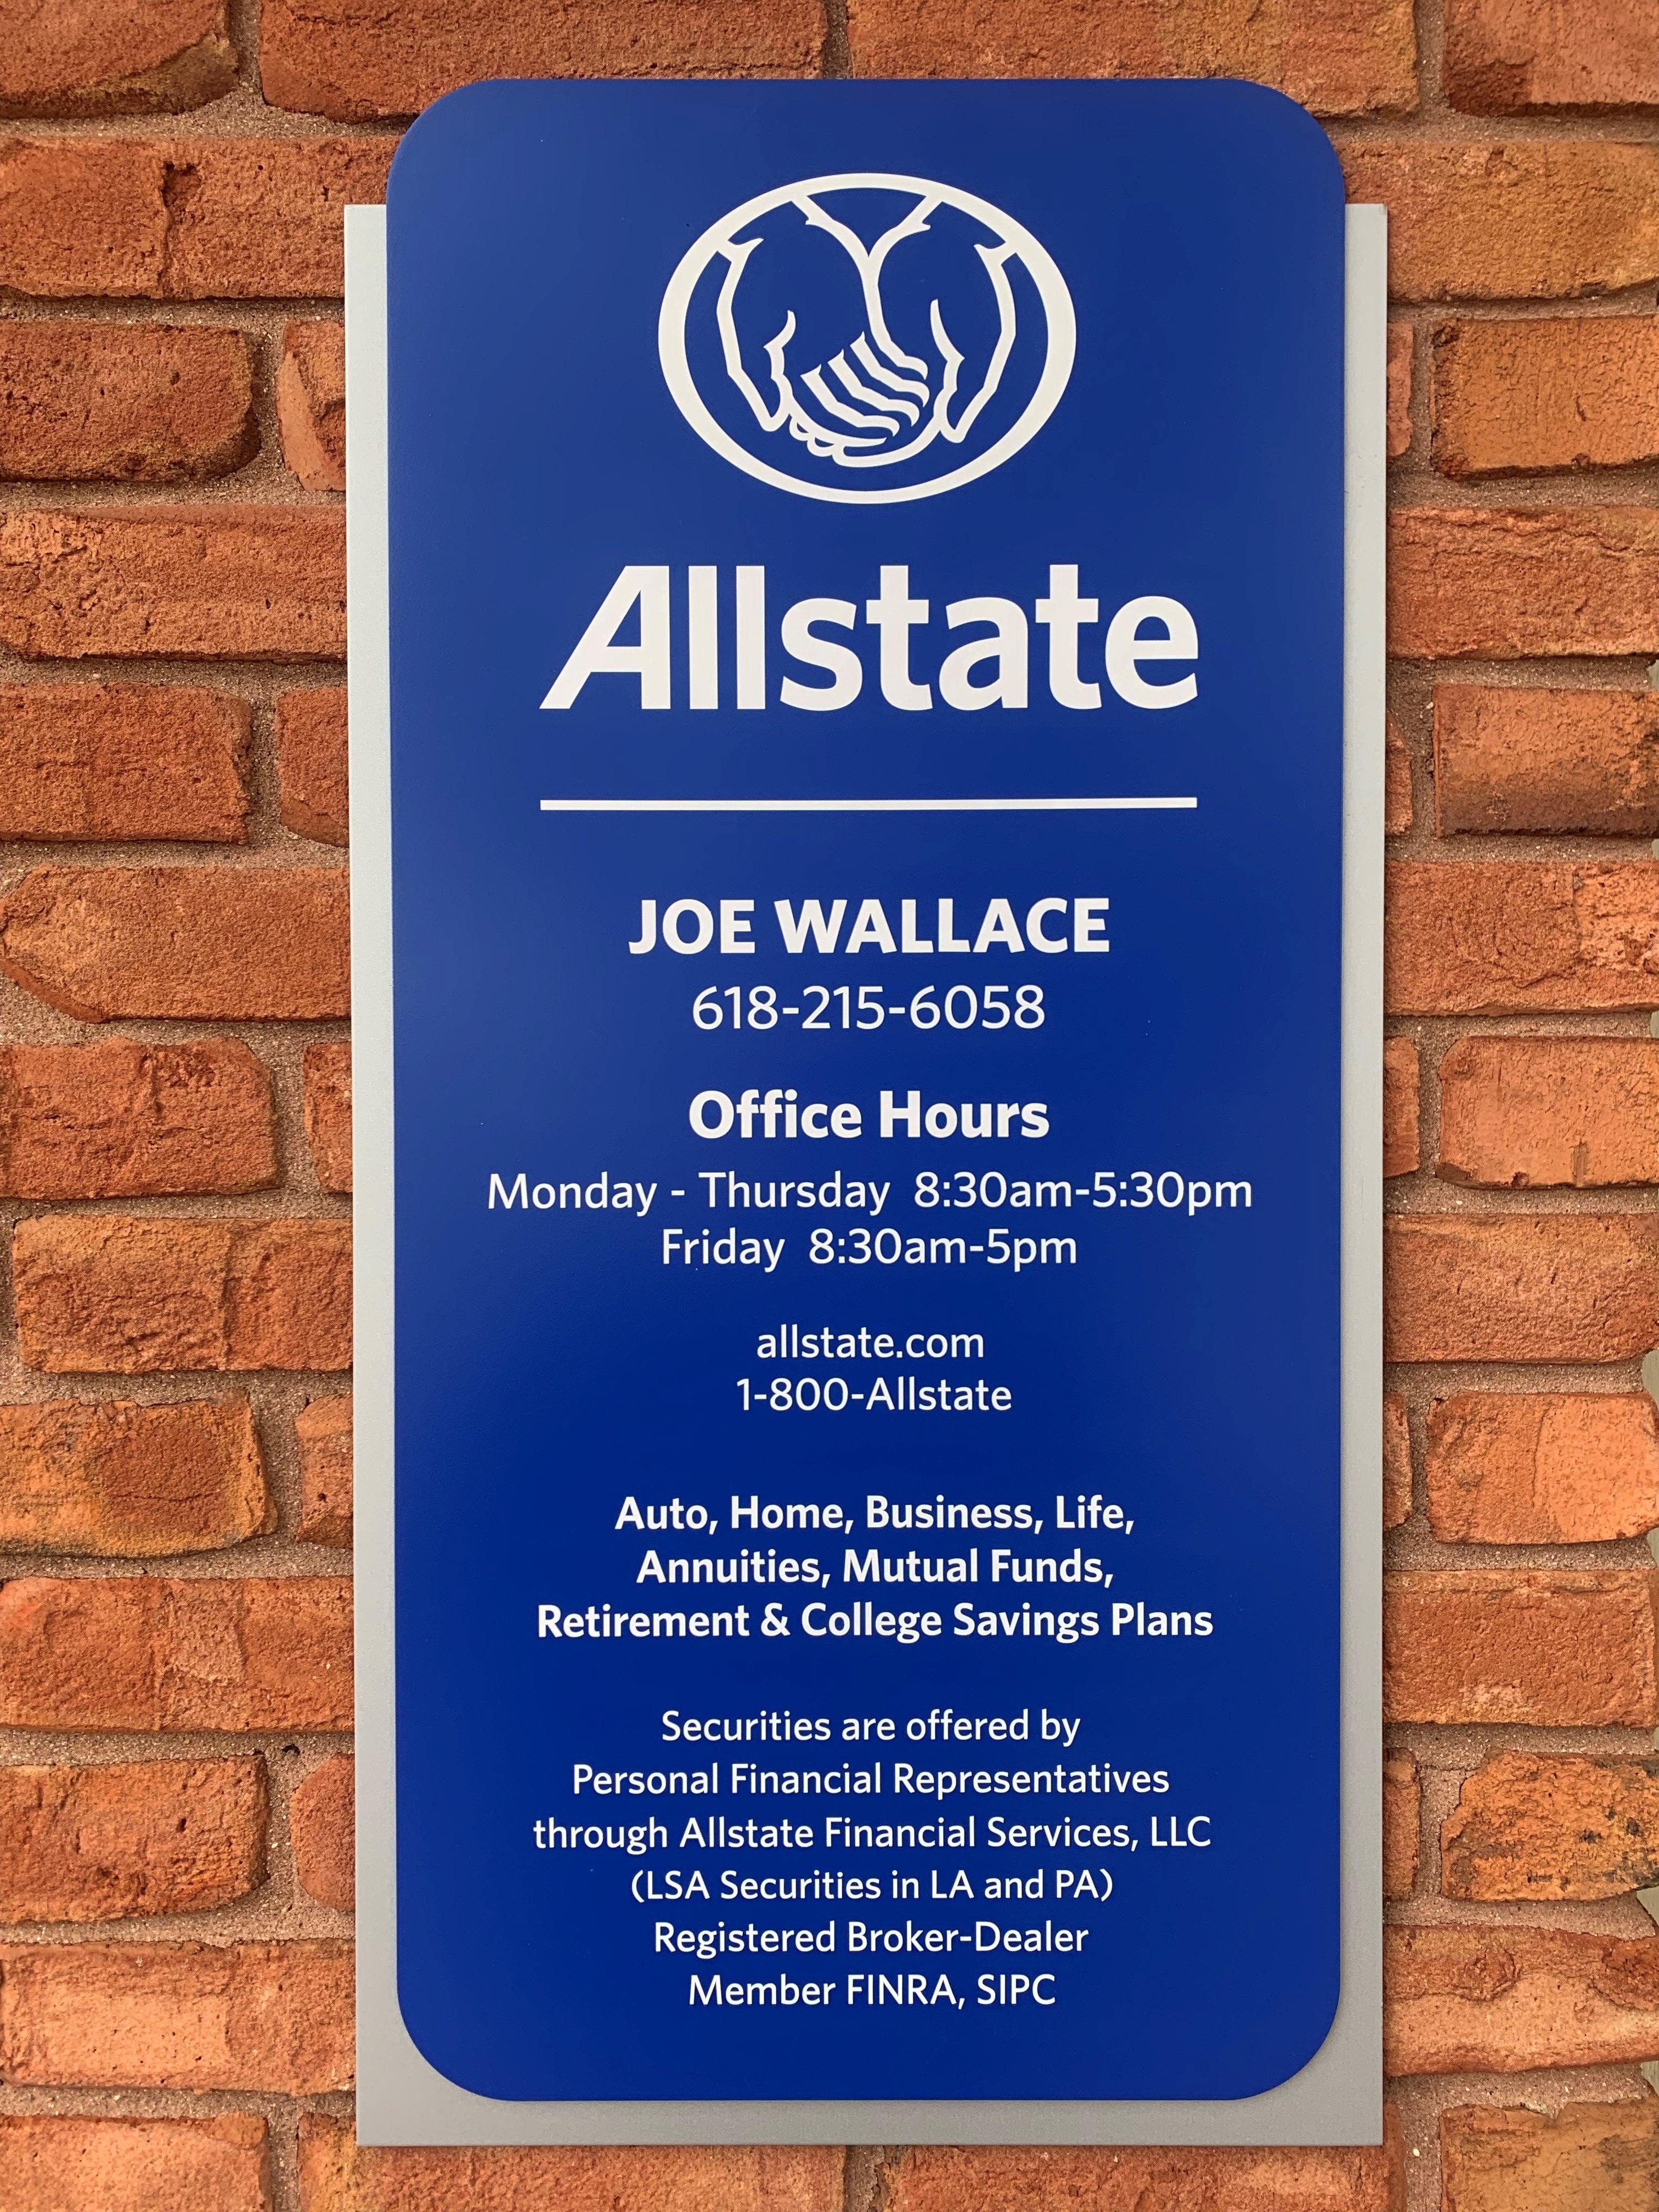 Allstate
JOE WALLACE
618-215-6058
Office Hours
Monday - Thursday 8:30am-5:30pm
Friday 8:30am-5pm
allstate.com
1-800-Allstate
Auto, Home, Business, Life,
Annuities, Mutual Funds,
Retirement & College Savings Plans
Securities are offered by
Personal Financial Representatives
through Allstate Financial Services, LLC
(LSA Securities in LA and PA)
Registered Broker-Dealer
Member FINRA, SIPC